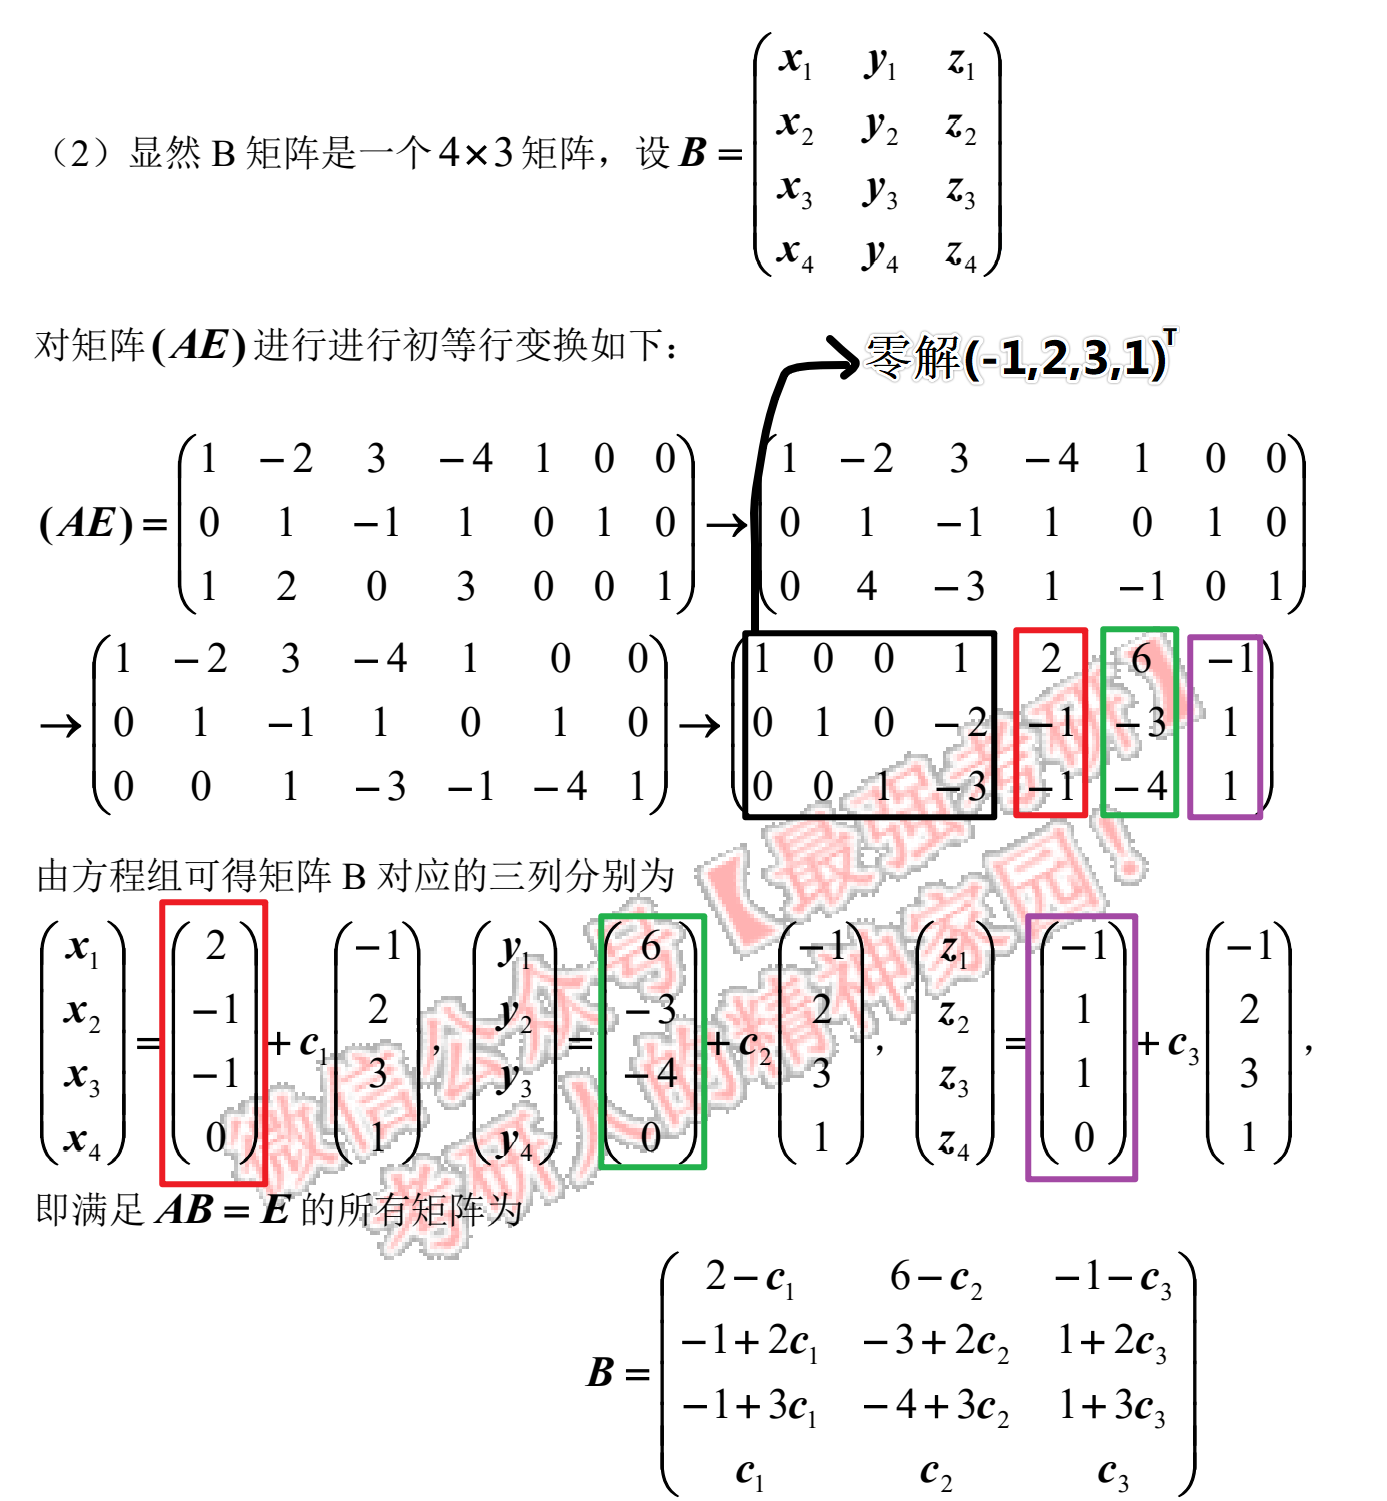 （2）显然 B 矩阵是一个 4×3 矩阵，设 B = \begin{pmatrix} x_1 & y_1 & z_1 \\ x_2 & y_2 & z_2 \\ x_3 & y_3 & z_3 \\ x_4 & y_4 & z_4 \end{pmatrix}
对矩阵(AE)进行进行初等行变换如下：
零解(-1,2,3,1)^T
(AE) = \begin{pmatrix} 1 & -2 & 3 & -4 & 1 & 0 & 0 \\ 0 & 1 & -1 & 1 & 0 & 1 & 0 \\ 1 & 2 & 0 & 3 & 0 & 0 & 1 \end{pmatrix} → \begin{pmatrix} 1 & -2 & 3 & -4 & 1 & 0 & 0 \\ 0 & 1 & -1 & 1 & 0 & 1 & 0 \\ 0 & 4 & -3 & 1 & -1 & 0 & 1 \end{pmatrix}
→ \begin{pmatrix} 1 & -2 & 3 & -4 & 1 & 0 & 0 \\ 0 & 1 & -1 & 1 & 0 & 1 & 0 \\ 0 & 0 & 1 & -3 & -1 & -4 & 1 \end{pmatrix} → \begin{pmatrix} 1 & 0 & 0 & 1 & 2 & 6 & -1 \\ 0 & 1 & 0 & -2 & -1 & -3 & 1 \\ 0 & 0 & 1 & -3 & -1 & -4 & 1 \end{pmatrix}
由方程组可得矩阵 B 对应的三列分别为
\begin{pmatrix} x_1 \\ x_2 \\ x_3 \\ x_4 \end{pmatrix} = \begin{pmatrix} 2 \\ -1 \\ -1 \\ 0 \end{pmatrix} + c_1 \begin{pmatrix} -1 \\ 2 \\ 3 \\ 1 \end{pmatrix}，\begin{pmatrix} y_1 \\ y_2 \\ y_3 \\ y_4 \end{pmatrix} = \begin{pmatrix} 6 \\ -3 \\ -4 \\ 0 \end{pmatrix} + c_2 \begin{pmatrix} -1 \\ 2 \\ 3 \\ 1 \end{pmatrix}，\begin{pmatrix} z_1 \\ z_2 \\ z_3 \\ z_4 \end{pmatrix} = \begin{pmatrix} -1 \\ 1 \\ 1 \\ 0 \end{pmatrix} + c_3 \begin{pmatrix} -1 \\ 2 \\ 3 \\ 1 \end{pmatrix}，
即满足 AB = E 的所有矩阵为
B = \begin{pmatrix} 2-c_1 & 6-c_2 & -1-c_3 \\ -1+2c_1 & -3+2c_2 & 1+2c_3 \\ -1+3c_1 & -4+3c_2 & 1+3c_3 \\ c_1 & c_2 & c_3 \end{pmatrix}
微信公众号【最强考研】
考研人的精神家园！